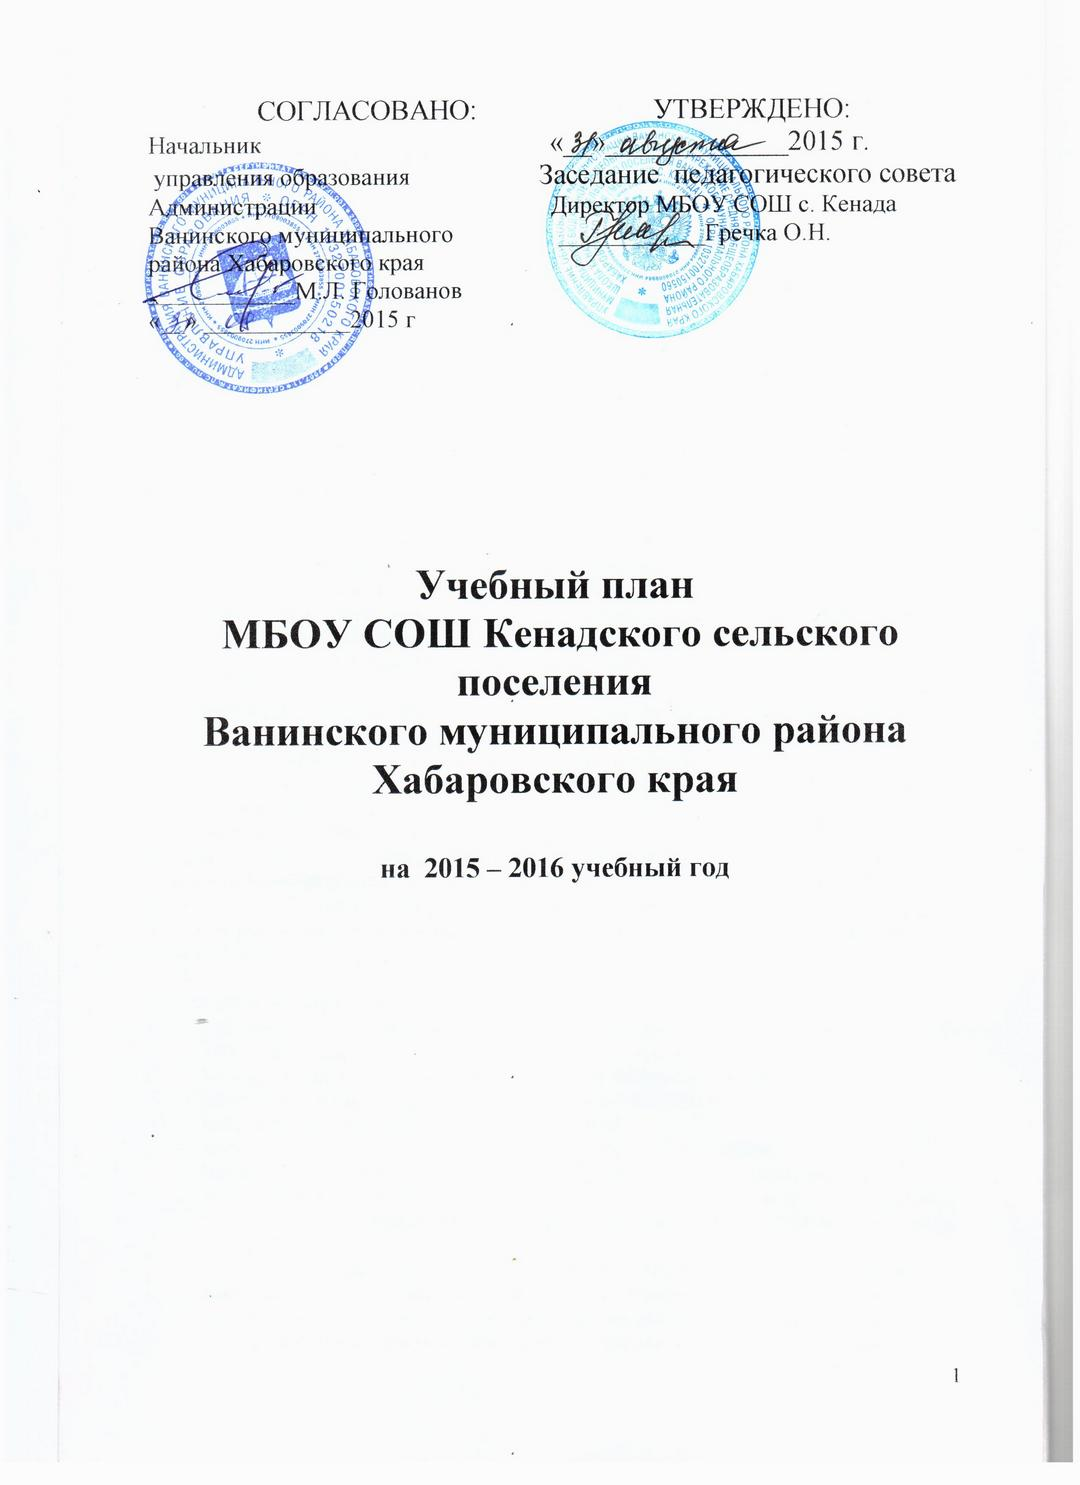 СОГЛАСОВАНО:
Начальник
управления образования
Администрации
Ванинского муниципального
района Хабаровского края
М.Л. Голованов
« 31 » 08 2015 г
УТВЕРЖДЕНО:
« 31 » августа 2015 г.
Заседание педагогического совета
Директор МБОУ СОШ с. Кенада
Гречка О.Н.
Учебный план
МБОУ СОШ Кенадского сельского
поселения
Ванинского муниципального района
Хабаровского края
на 2015 – 2016 учебный год
1